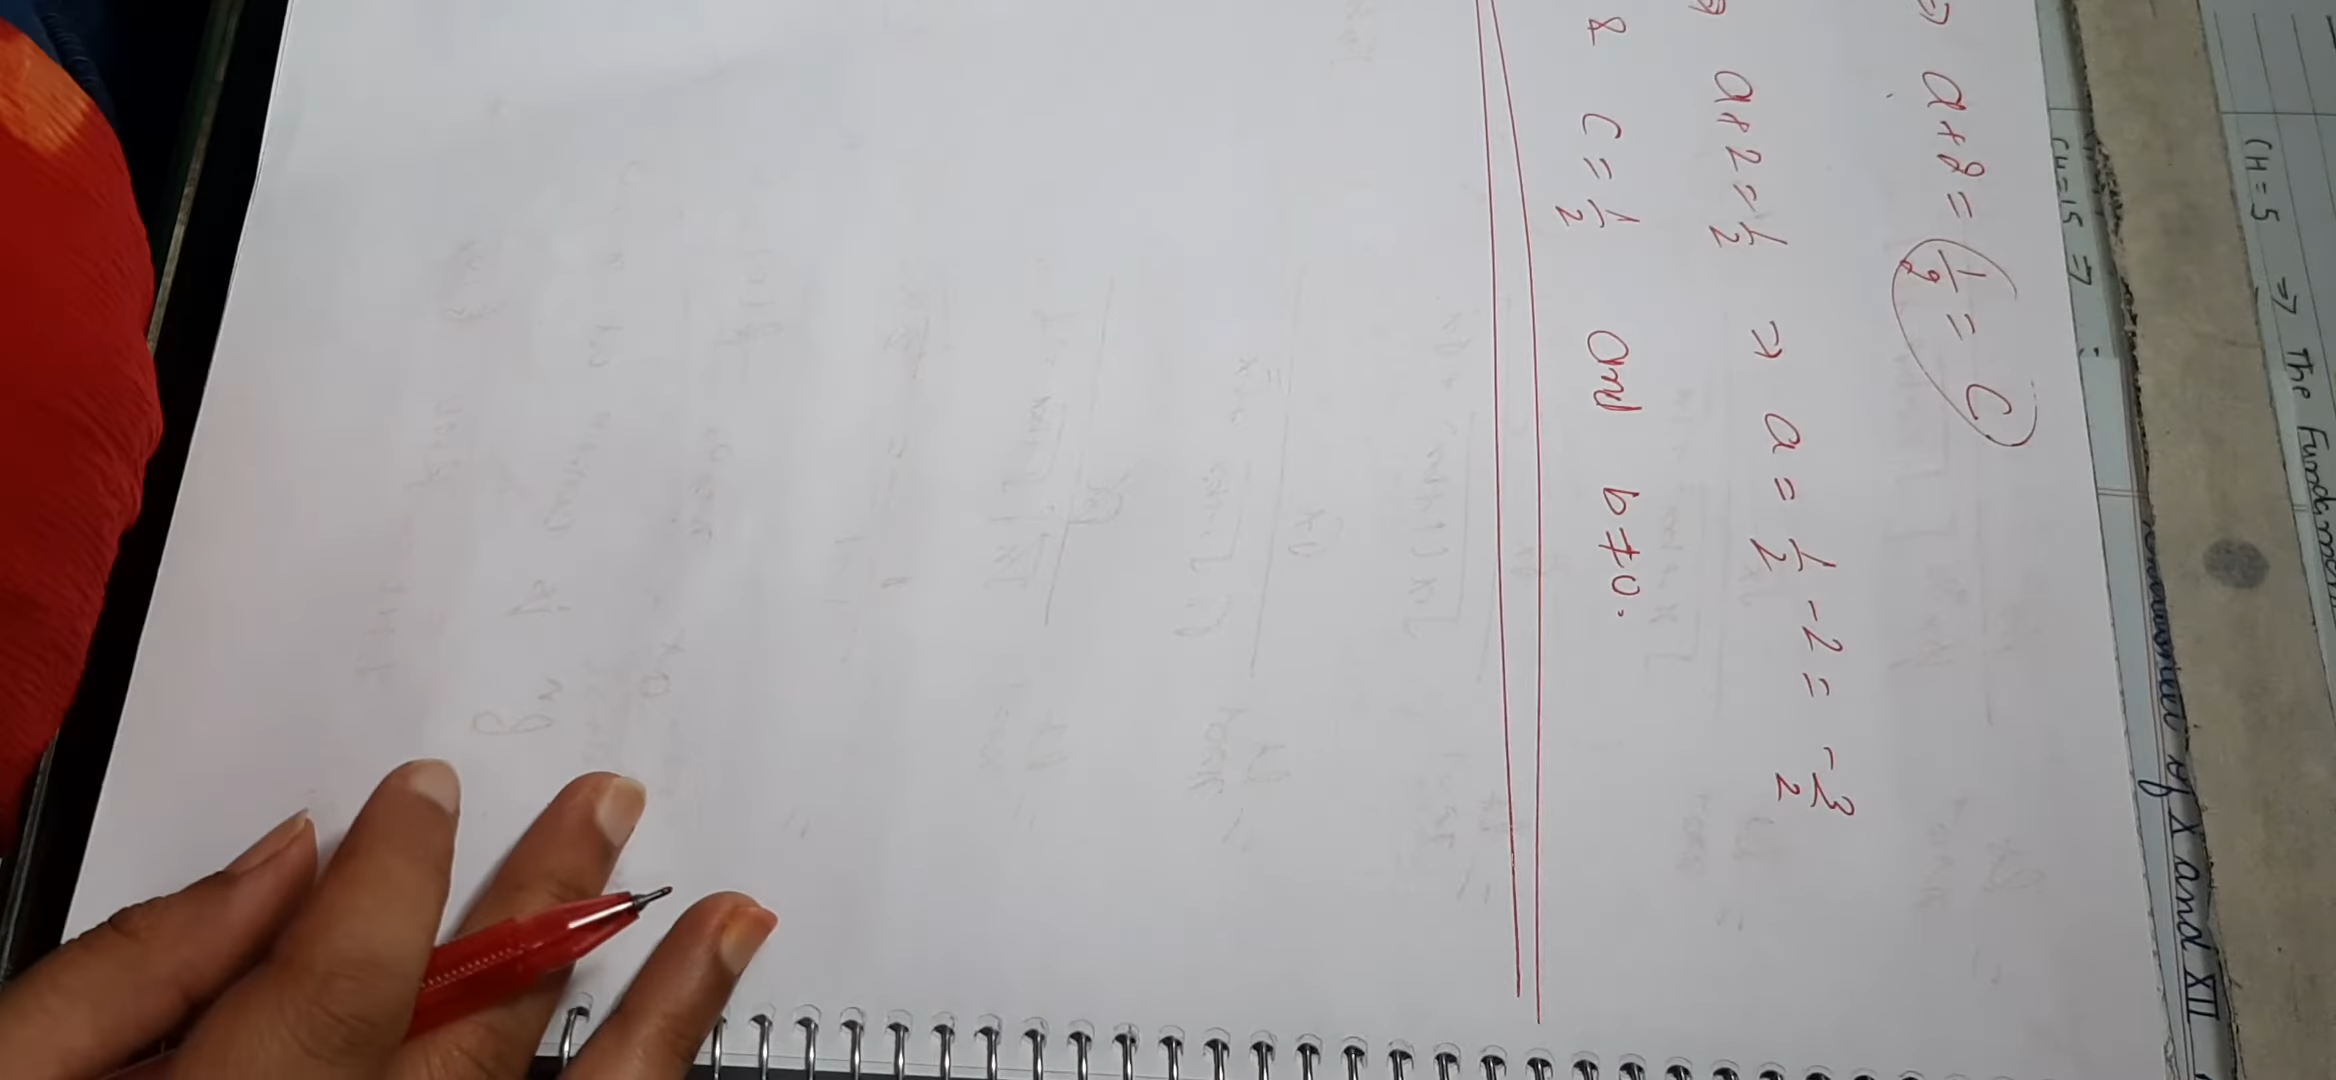 CH = 5 ⇒ The Fundamen
of X and XII
CH = 15 ⇒
⇒ a+2 = 1/2 = C
⇒ a+2 = 1/2 ⇒ a = 1/2 - 2 = -3/2
& C = 1/2 and b ≠ 0.